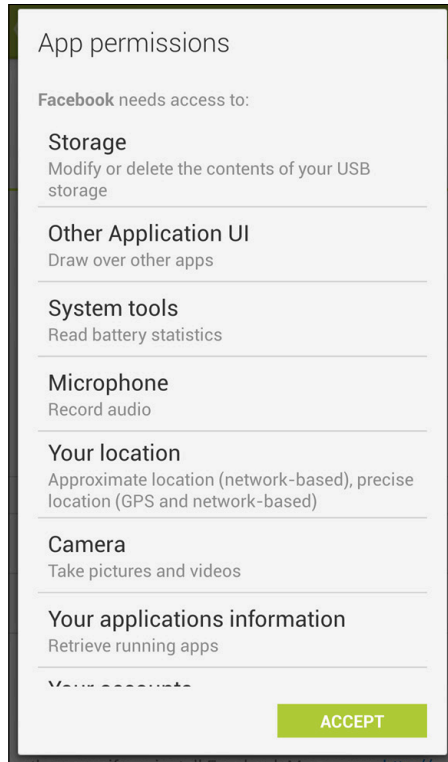 App permissions
Facebook needs access to:
Storage
Modify or delete the contents of your USB
storage
Other Application UI
Draw over other apps
System tools
Read battery statistics
Microphone
Record audio
Your location
Approximate location (network-based), precise
location (GPS and network-based)
Camera
Take pictures and videos
Your applications information
Retrieve running apps
Your accounts
ACCEPT